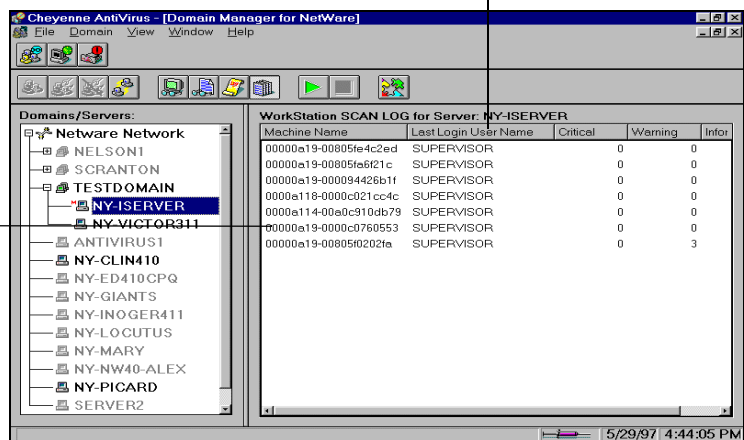 Cheyenne AntiVirus - [Domain Manager for NetWare]
File Domain View Window Help
Domains/Servers:
Netware Network
NELSON1
SCRANTON
TESTDOMAIN
NY-ISERVER
NY-VICTOR311
ANTIVIRUS1
NY-CLIN410
NY-ED410CPQ
NY-GIANTS
NY-INOGER411
NY-LOCUTUS
NY-MARY
NY-NW40-ALEX
NY-PICARD
SERVER2
WorkStation SCAN LOG for Server: NY-ISERVER
Machine Name Last Login User Name Critical Warning Infor
00000a19-00805fe4c2ed SUPERVISOR 0 0
00000a19-00805fa6f21c SUPERVISOR 0 0
00000a19-000094426b1f SUPERVISOR 0 0
0000a118-0000c021cc4c SUPERVISOR 0 0
0000a114-00a0c910db79 SUPERVISOR 0 0
00000a19-0000c0760553 SUPERVISOR 0 0
00000a19-00805f0202fa SUPERVISOR 0 3
5/29/97 4:44:05 PM